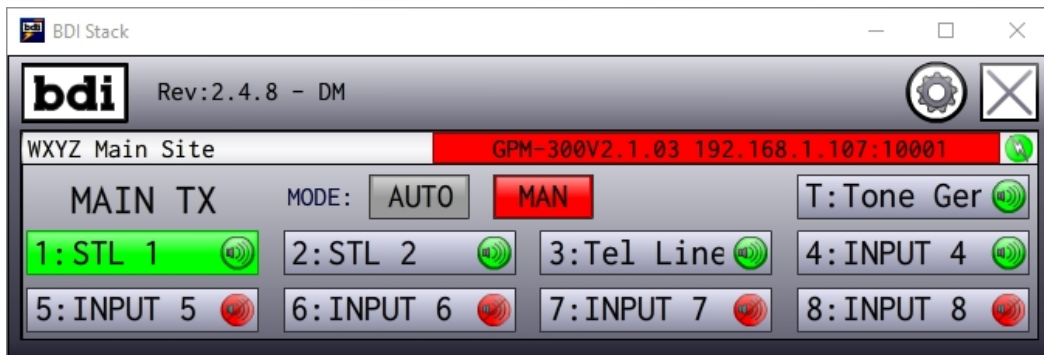 bdi BDI Stack
bdi Rev:2.4.8 - DM
WXYZ Main Site GPM-300V2.1.03 192.168.1.107:10001
MAIN TX MODE: AUTO MAN T:Tone Ger
1:STL 1 2:STL 2 3:Tel Line 4:INPUT 4
5:INPUT 5 6:INPUT 6 7:INPUT 7 8:INPUT 8